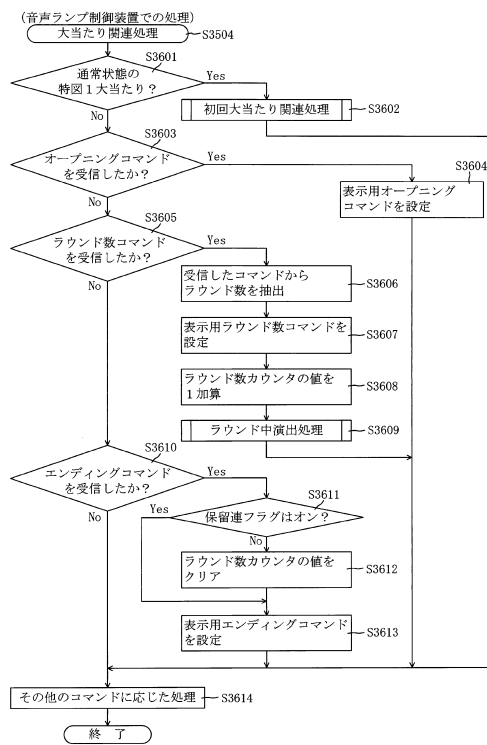 (音声ランプ制御装置での処理)
大当たり関連処理
S3504
S3601
通常状態の
特図１大当たり？
Yes
No
初回大当たり関連処理
S3602
S3603
オープニングコマンド
を受信したか？
Yes
No
S3604
表示用オープニング
コマンドを設定
S3605
ラウンド数コマンド
を受信したか？
Yes
No
受信したコマンドから
ラウンド数を抽出
S3606
表示用ラウンド数コマンドを
設定
S3607
ラウンド数カウンタの値を
１加算
S3608
ラウンド中演出処理
S3609
S3610
エンディングコマンド
を受信したか？
Yes
No
S3611
保留連フラグはオン？
Yes
No
ラウンド数カウンタの値を
クリア
S3612
表示用エンディングコマンド
を設定
S3613
その他のコマンドに応じた処理
S3614
終 了